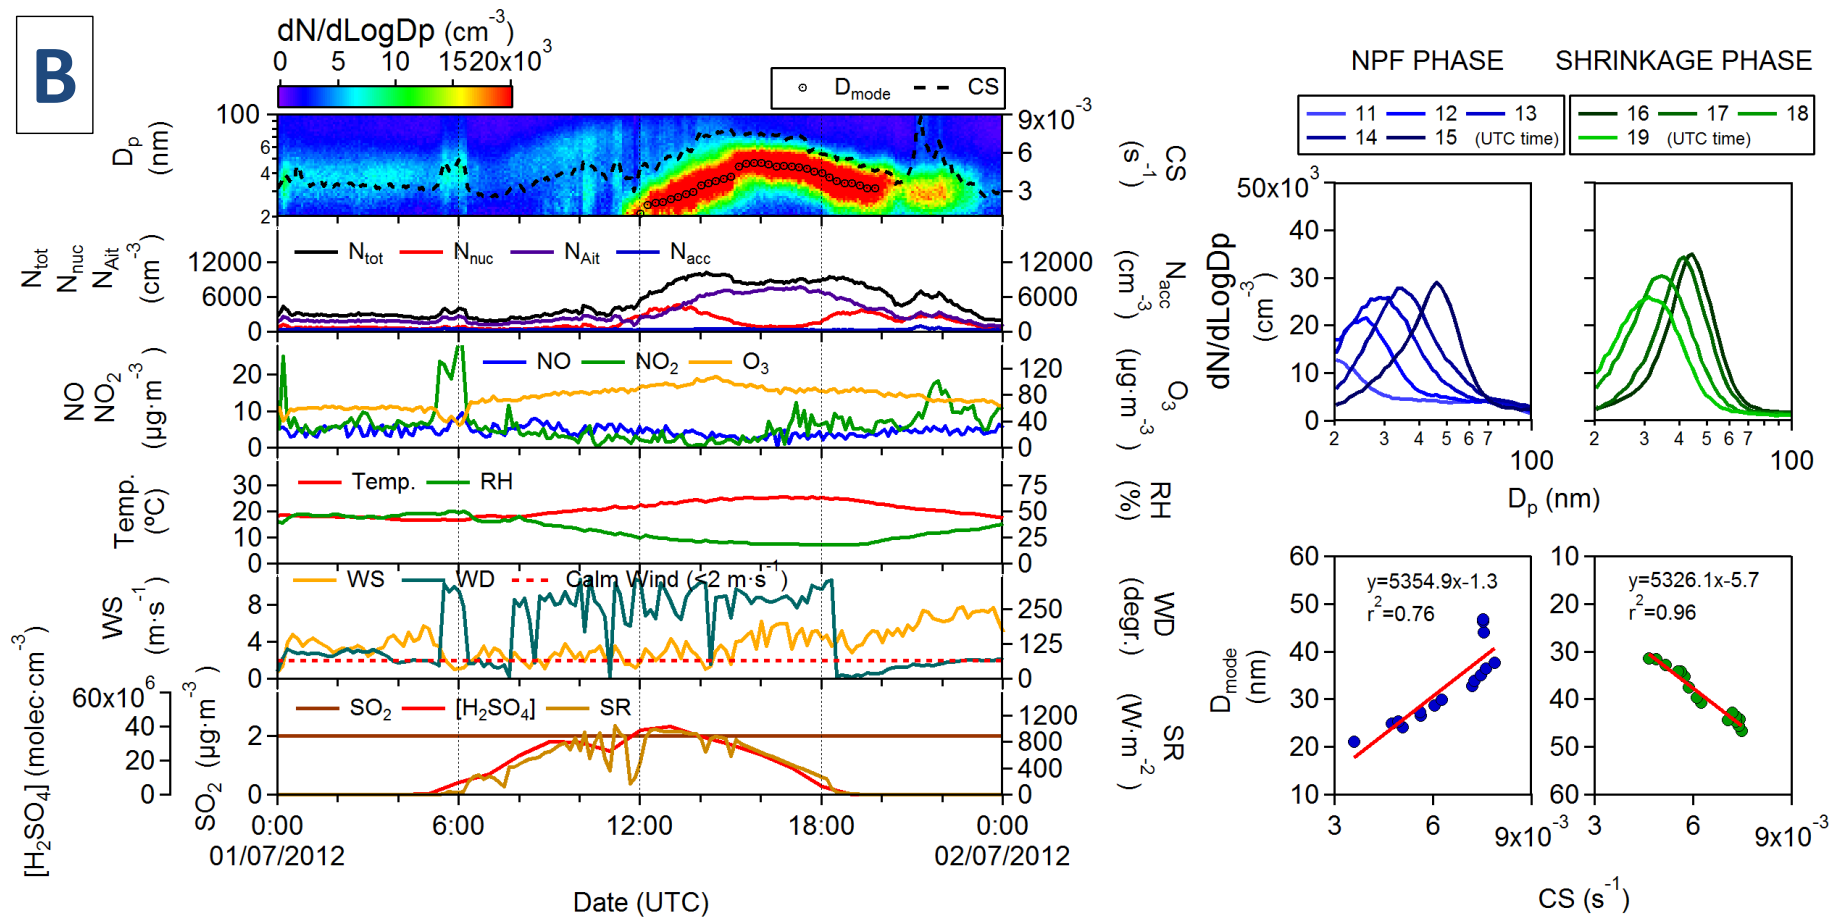 B
dN/dLogDp (cm-3)
0 5 10 15 20x10³
Dmode CS
100
6
4
2
Dp
(nm)
9x10⁻³
6
3
CS
(s⁻¹)
Ntot Nnuc NAit Nacc
12000
6000
0
Ntot
Nnuc
NAit
(cm⁻³)
12000
6000
0
Nacc
(cm⁻³)
NO NO₂ O₃
20
10
0
NO
NO₂
(µg·m⁻³)
120
80
40
0
O₃
(µg·m⁻³)
Temp. RH
30
20
10
0
Temp.
(ºC)
75
50
25
0
RH
(%)
WS WD Calm Wind (<2 m·s⁻¹)
8
4
0
WS
(m·s⁻¹)
250
125
0
WD
(degr.)
SO₂ [H₂SO₄] SR
60x10⁶
40
20
0
[H₂SO₄] (molec·cm⁻³)
2
0
SO₂ (µg·m⁻³)
1200
800
400
0
SR
(W·m⁻²)
0:00 6:00 12:00 18:00 0:00
01/07/2012 02/07/2012
Date (UTC)
NPF PHASE
11 12 13
14 15 (UTC time)
SHRINKAGE PHASE
16 17 18
19 (UTC time)
50x10³
40
30
20
10
0
dN/dLogDp
(cm⁻³)
2 3 4 5 6 7
100
2 3 4 5 6 7
100
Dp (nm)
60
50
40
30
20
10
Dmode
(nm)
y=5354.9x-1.3
r²=0.76
3 6 9x10⁻³
10
20
30
40
50
60
y=5326.1x-5.7
r²=0.96
3 6 9x10⁻³
CS (s⁻¹)